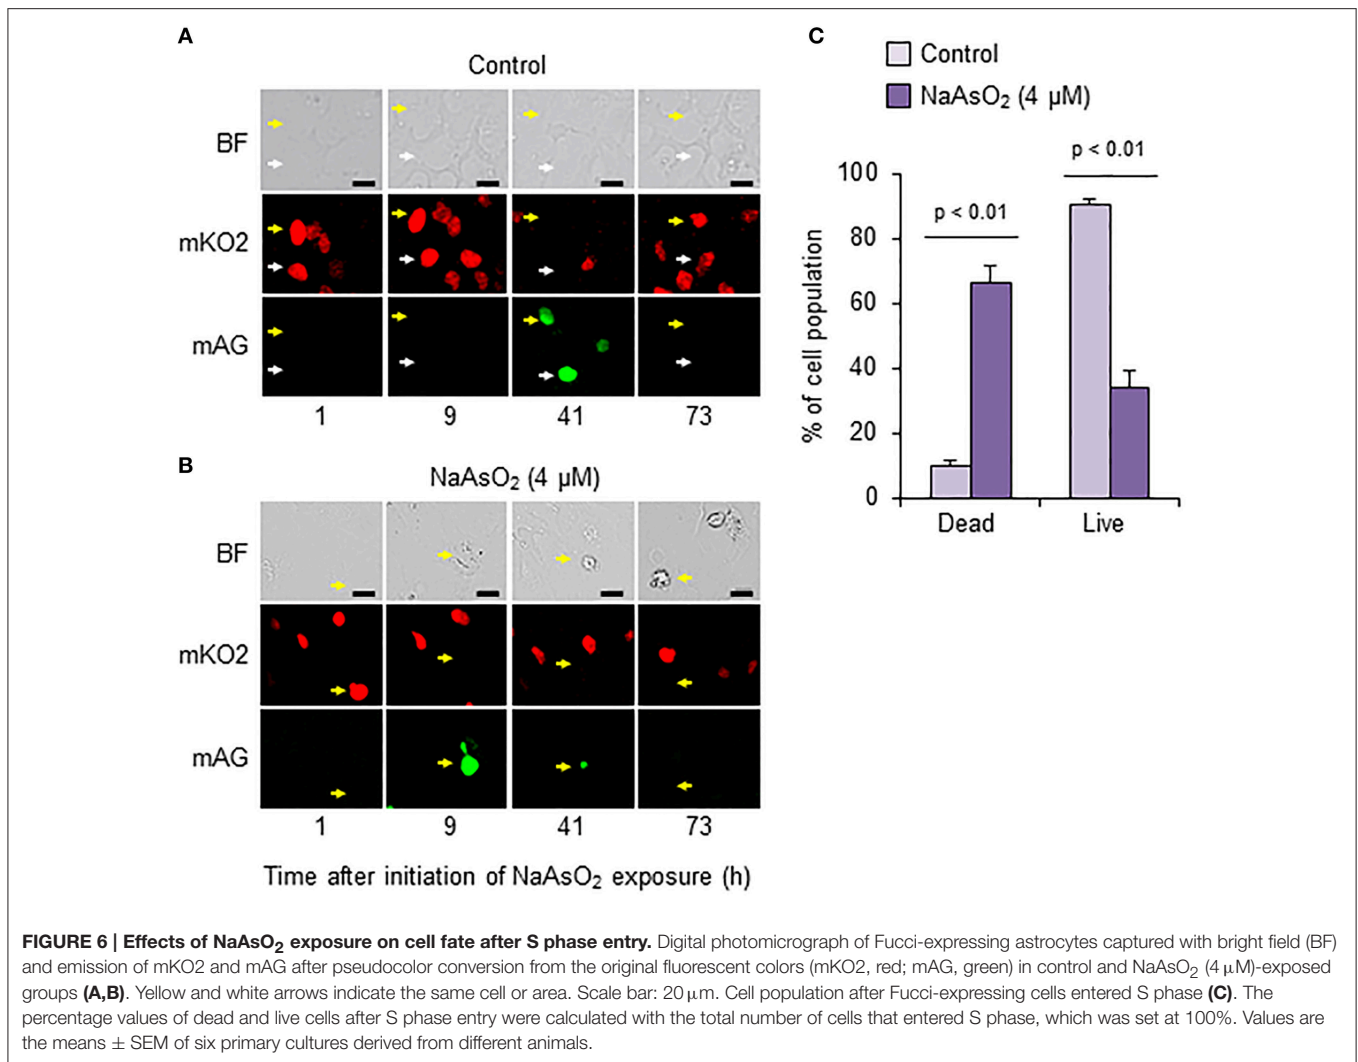 A
Control
BF
mKO2
mAG
1 9 41 73
B
NaAsO₂ (4 μM)
BF
mKO2
mAG
1 9 41 73
Time after initiation of NaAsO₂ exposure (h)
C
Control
NaAsO₂ (4 μM)
p < 0.01
p < 0.01
% of cell population
100
80
60
40
20
0
Dead Live
FIGURE 6 | Effects of NaAsO₂ exposure on cell fate after S phase entry. Digital photomicrograph of Fucci-expressing astrocytes captured with bright field (BF)
and emission of mKO2 and mAG after pseudocolor conversion from the original fluorescent colors (mKO2, red; mAG, green) in control and NaAsO₂ (4 μM)-exposed
groups (A,B). Yellow and white arrows indicate the same cell or area. Scale bar: 20 μm. Cell population after Fucci-expressing cells entered S phase (C). The
percentage values of dead and live cells after S phase entry were calculated with the total number of cells that entered S phase, which was set at 100%. Values are
the means ± SEM of six primary cultures derived from different animals.